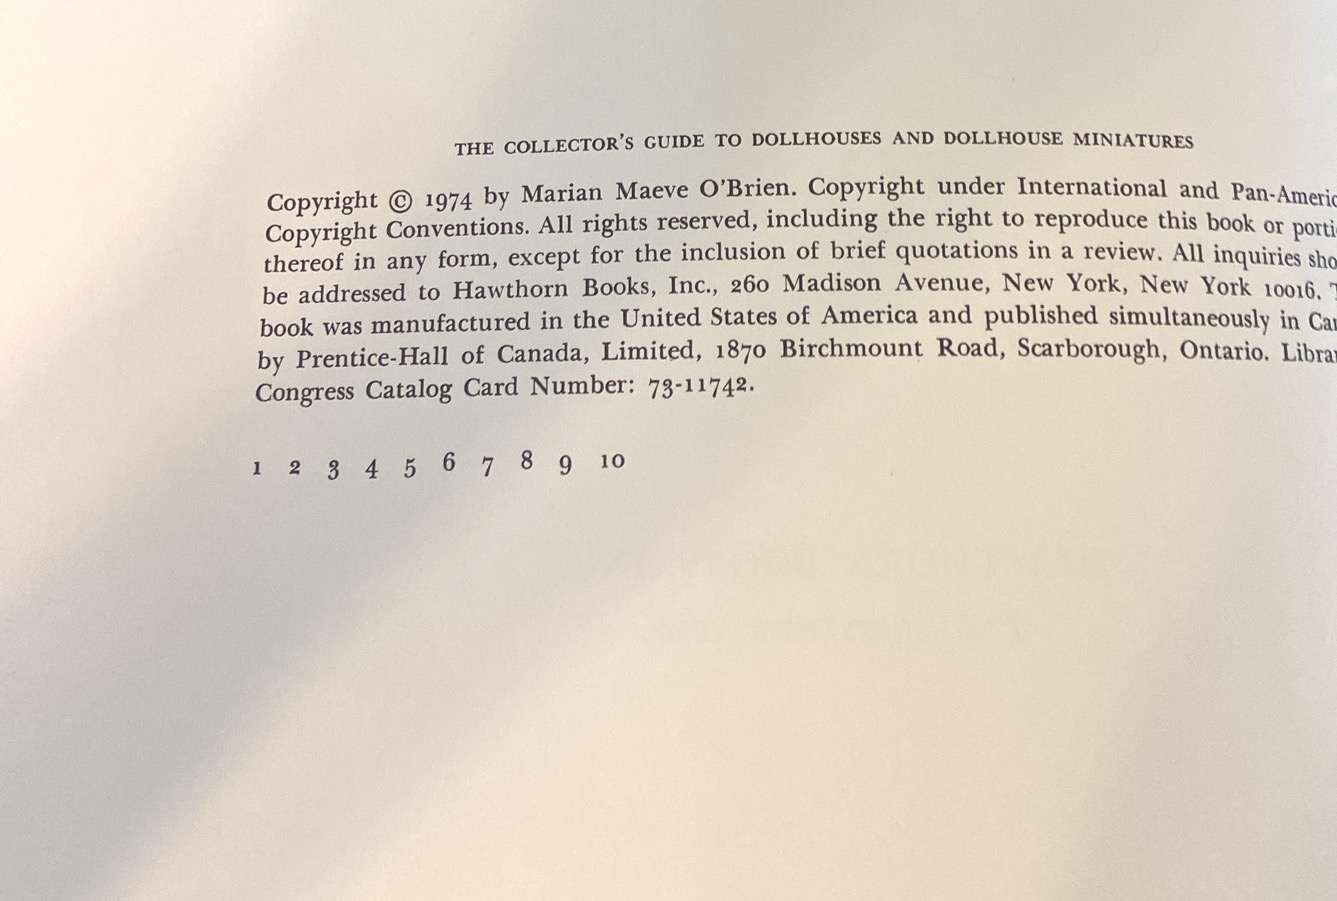 THE COLLECTOR'S GUIDE TO DOLLHOUSES AND DOLLHOUSE MINIATURES
Copyright © 1974 by Marian Maeve O'Brien. Copyright under International and Pan-Americ
Copyright Conventions. All rights reserved, including the right to reproduce this book or porti
thereof in any form, except for the inclusion of brief quotations in a review. All inquiries sho
be addressed to Hawthorn Books, Inc., 260 Madison Avenue, New York, New York 10016.
book was manufactured in the United States of America and published simultaneously in Can
by Prentice-Hall of Canada, Limited, 1870 Birchmount Road, Scarborough, Ontario. Librar
Congress Catalog Card Number: 73-11742.
1 2 3 4 5 6 7 8 9 10